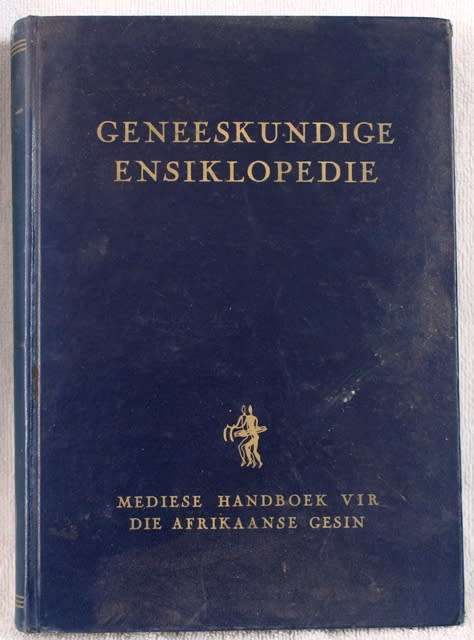 GENEESKUNDIGE
ENSIKLOPEDIE
MEDIESE HANDBOEK VIR
DIE AFRIKAANSE GESIN